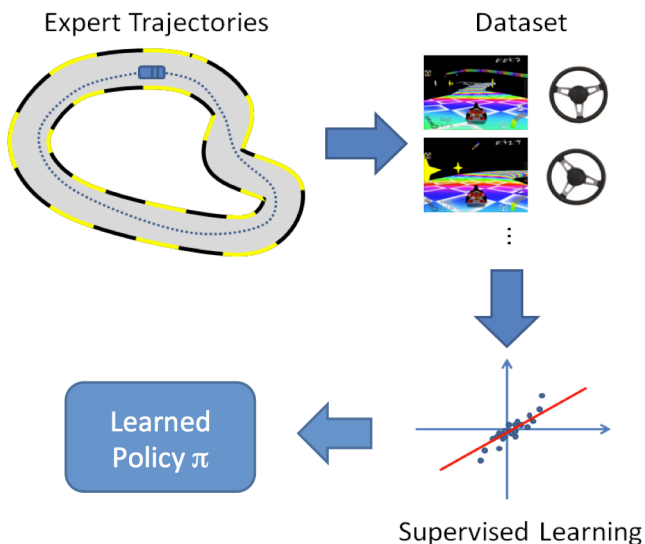 Expert Trajectories
Dataset
⋮
Learned
Policy π
Supervised Learning